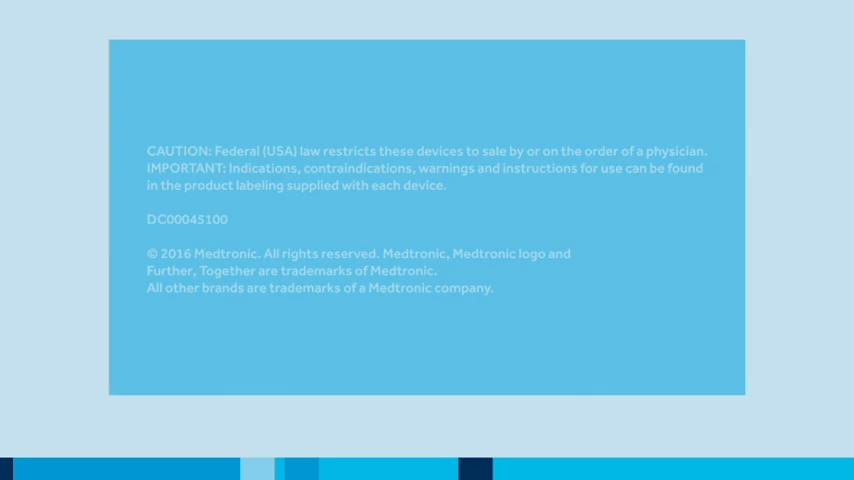 CAUTION: Federal (USA) law restricts these devices to sale by or on the order of a physician.
IMPORTANT: Indications, contraindications, warnings and instructions for use can be found
in the product labeling supplied with each device.
DC00045100
© 2016 Medtronic. All rights reserved. Medtronic, Medtronic logo and
Further, Together are trademarks of Medtronic.
All other brands are trademarks of a Medtronic company.